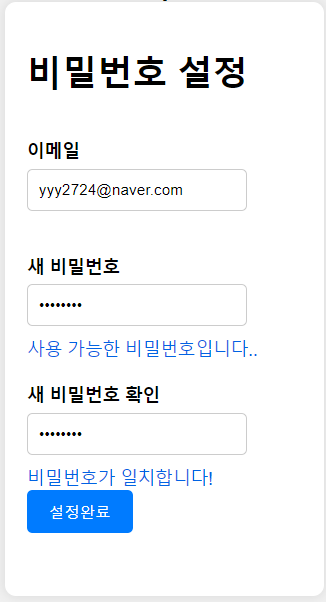 비밀번호 설정
이메일
yyy2724@naver.com
새 비밀번호
••••••••
사용 가능한 비밀번호입니다..
새 비밀번호 확인
••••••••
비밀번호가 일치합니다!
설정완료